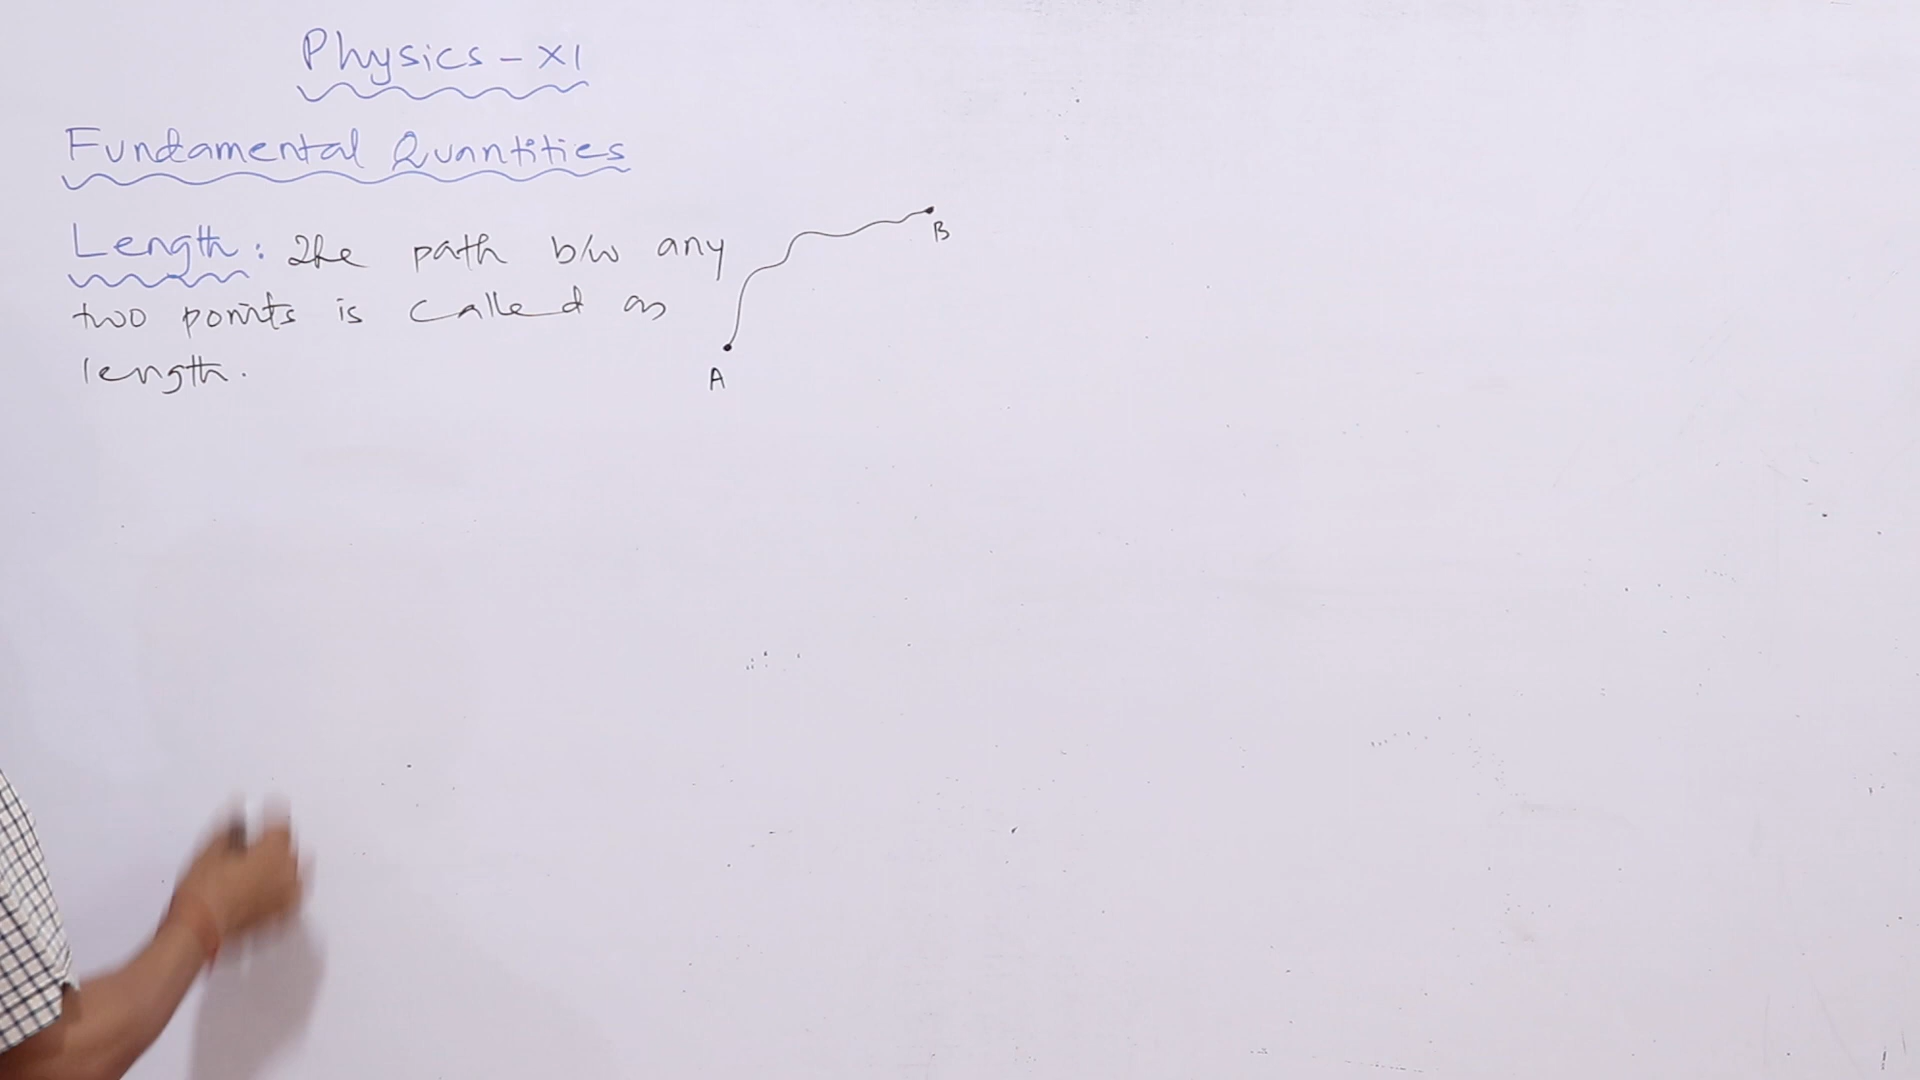 Physics - XI
Fundamental Quantities
Length: The path b/w any
two points is called as
length.
B
A